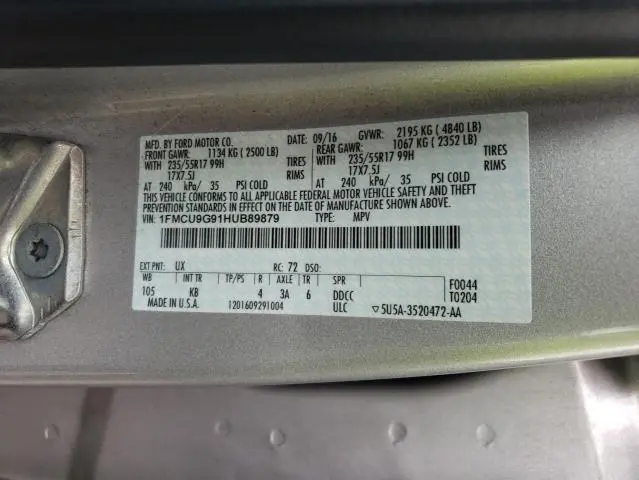 MFD. BY FORD MOTOR CO. DATE: 09/16 GVWR: 2195 KG ( 4840 LB)
FRONT GAWR: 1134 KG ( 2500 LB) REAR GAWR: 1067 KG ( 2352 LB)
WITH 235/55R17 99H TIRES WITH 235/55R17 99H TIRES
17X7.5J RIMS 17X7.5J RIMS
AT 240 kPa/ 35 PSI COLD AT 240 kPa/ 35 PSI COLD
THIS VEHICLE CONFORMS TO ALL APPLICABLE FEDERAL MOTOR VEHICLE SAFETY AND THEFT
PREVENTION STANDARDS IN EFFECT ON THE DATE OF MANUFACTURE SHOWN ABOVE.
VIN: 1FMCU9G91HUB89879 TYPE: MPV
EXT PNT: UX RC: 72 DSO:
WB INT TR TP/PS R AXLE TR SPR F0044
105 KB 4 3A 6 DDCC T0204
MADE IN U.S.A. 1201609291004 ULC ▽5U5A-3520472-AA